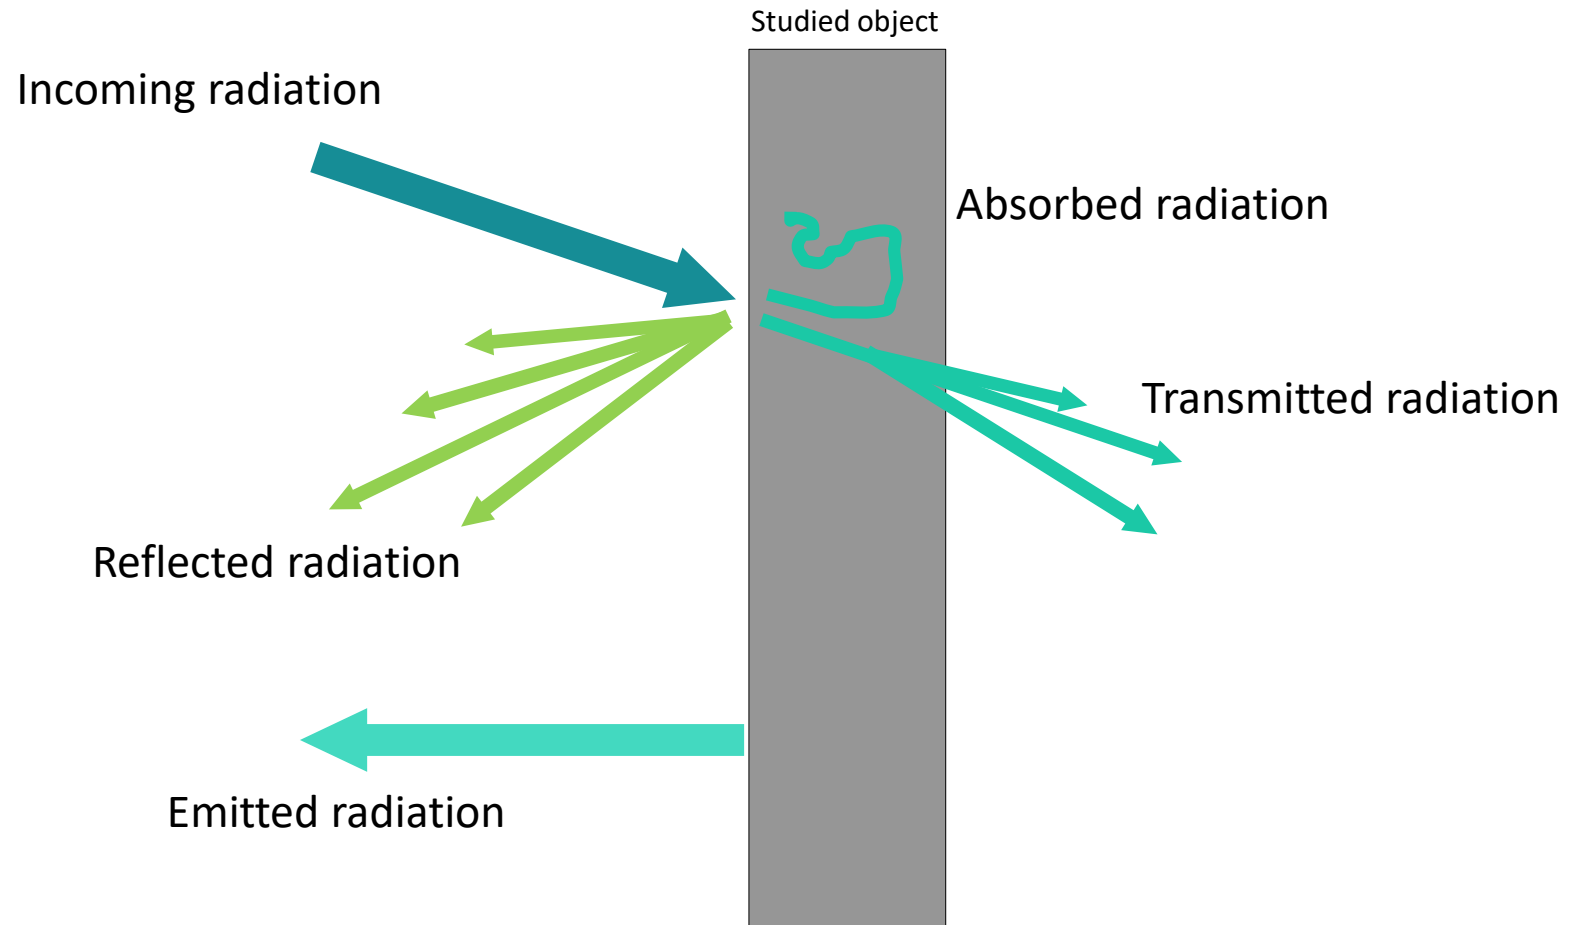 Studied object
Incoming radiation
Absorbed radiation
Transmitted radiation
Reflected radiation
Emitted radiation